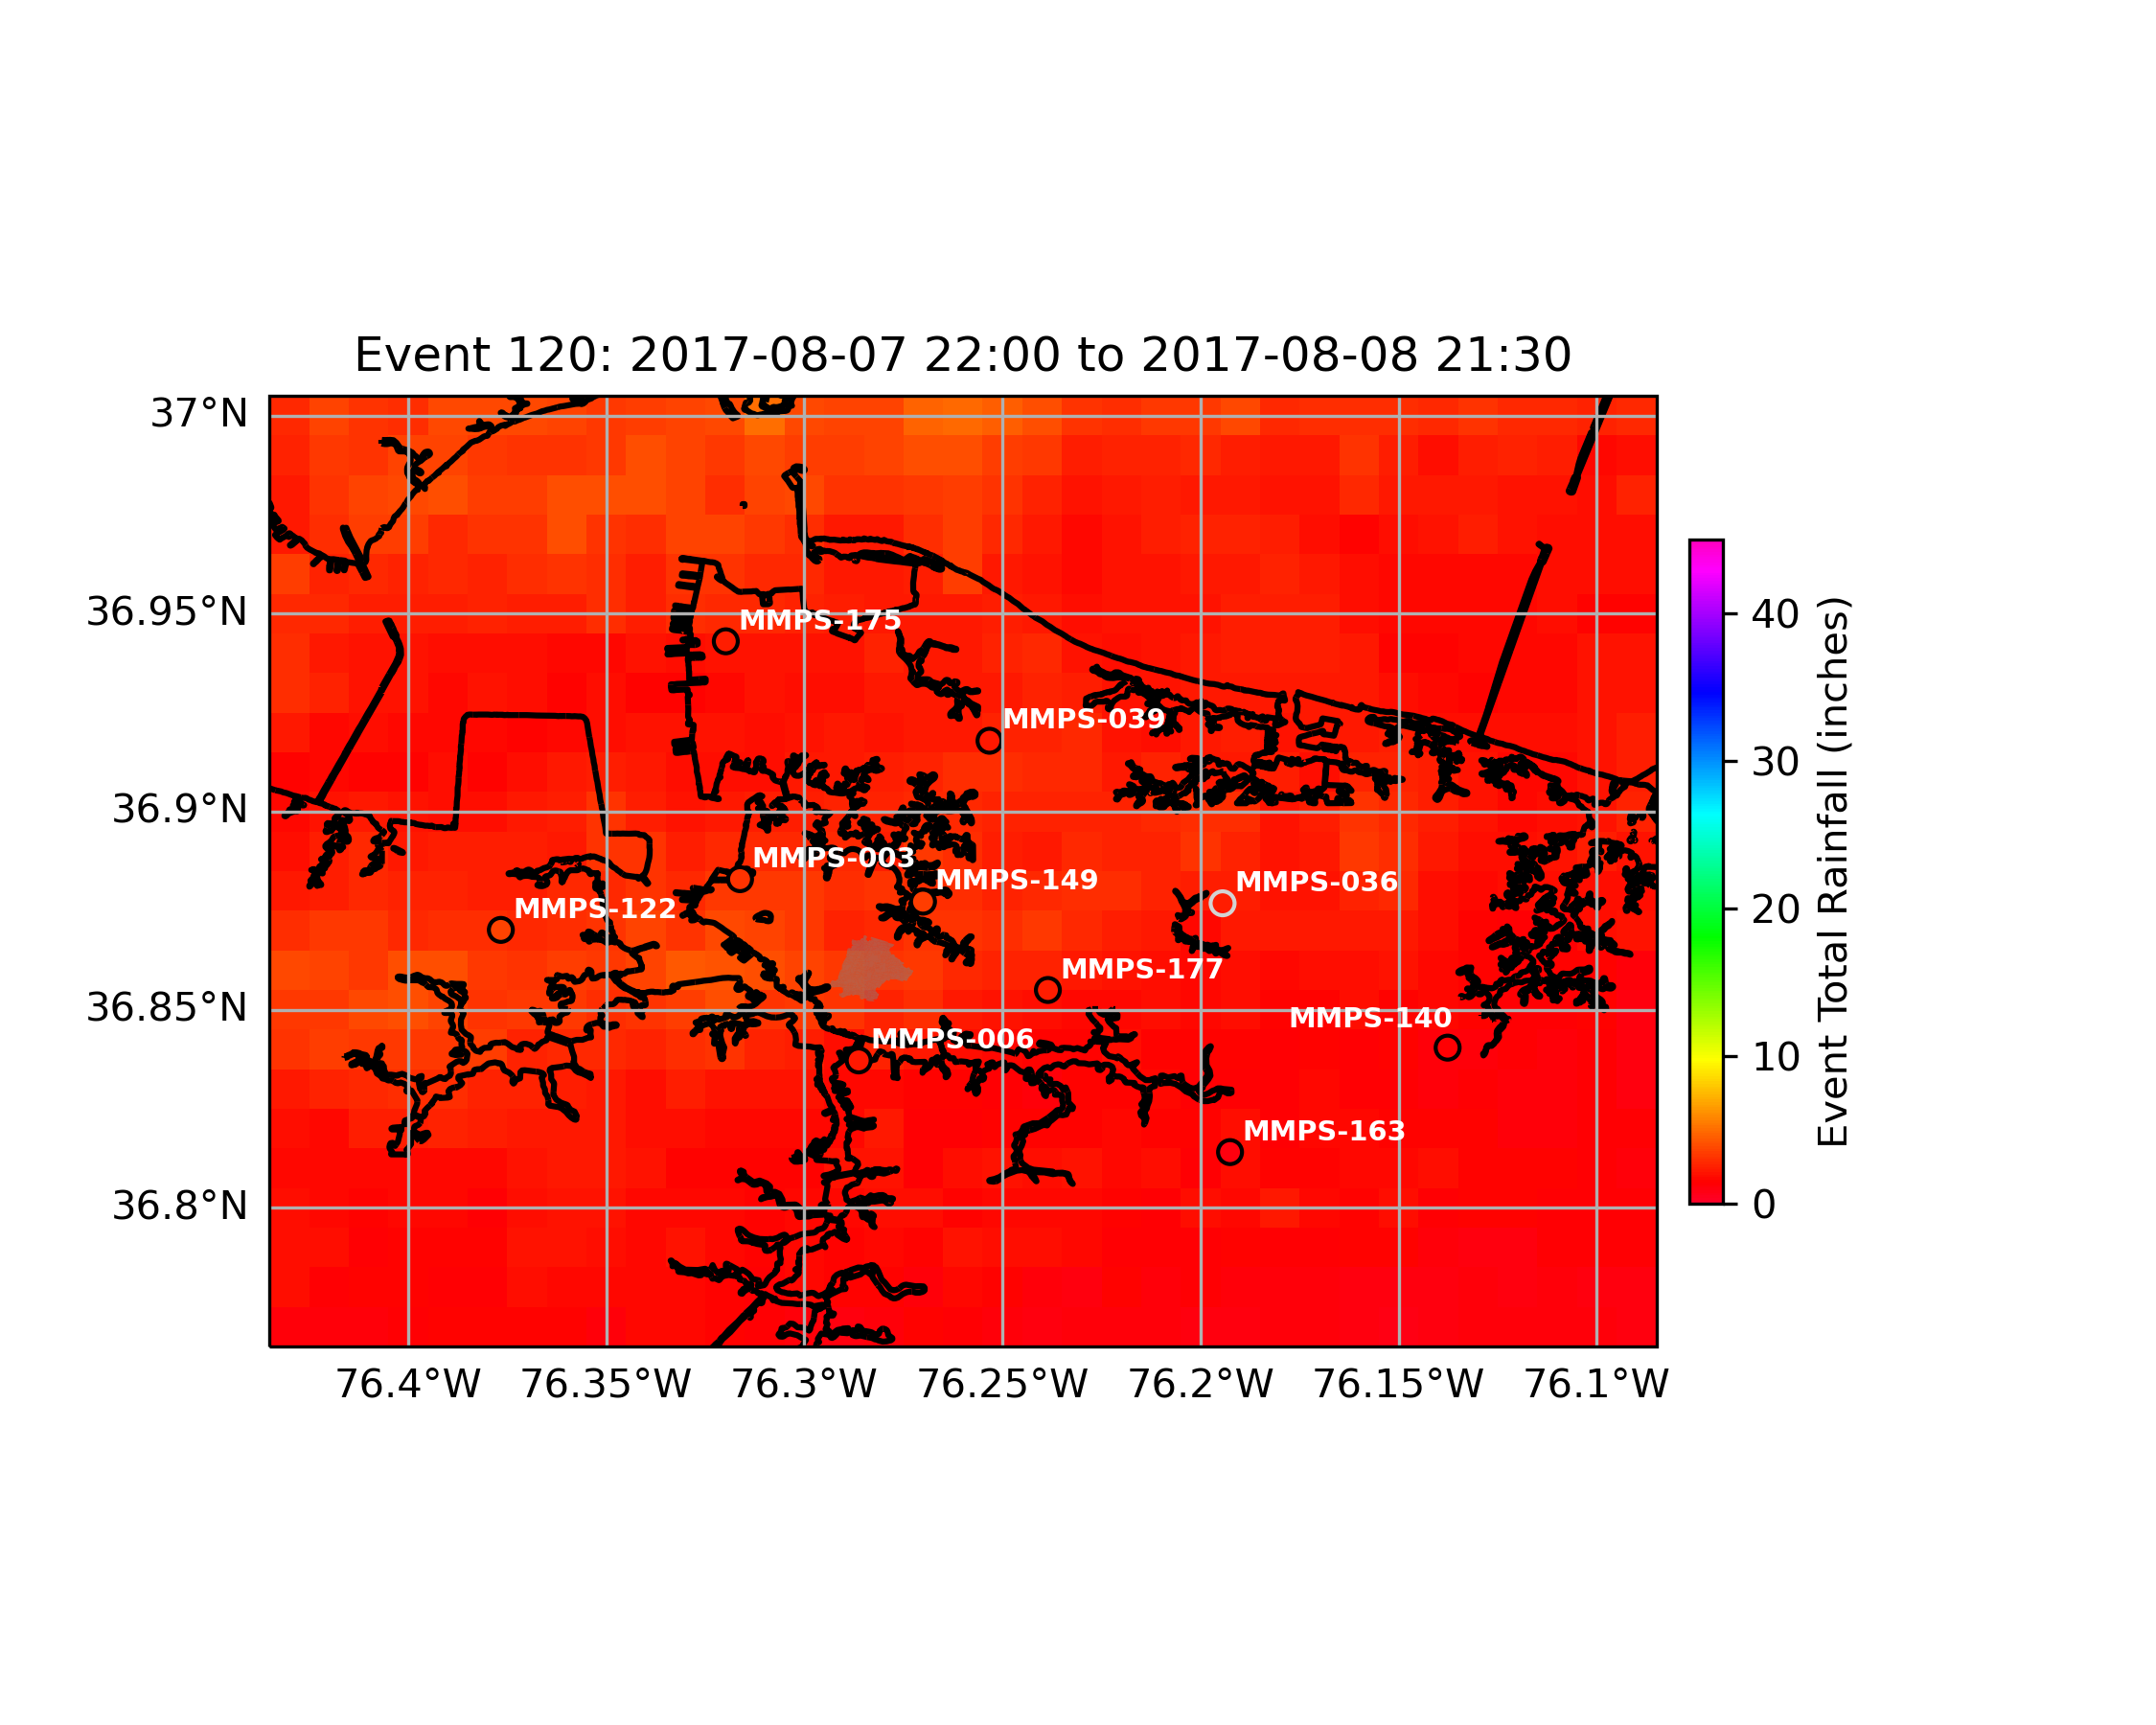 Event 120: 2017-08-07 22:00 to 2017-08-08 21:30
37°N
36.95°N
36.9°N
36.85°N
36.8°N
MMPS-175
MMPS-039
MMPS-003
MMPS-149
MMPS-036
MMPS-122
MMPS-177
MMPS-140
MMPS-006
MMPS-163
76.4°W 76.35°W 76.3°W 76.25°W 76.2°W 76.15°W 76.1°W
40
30
20
10
0
Event Total Rainfall (inches)